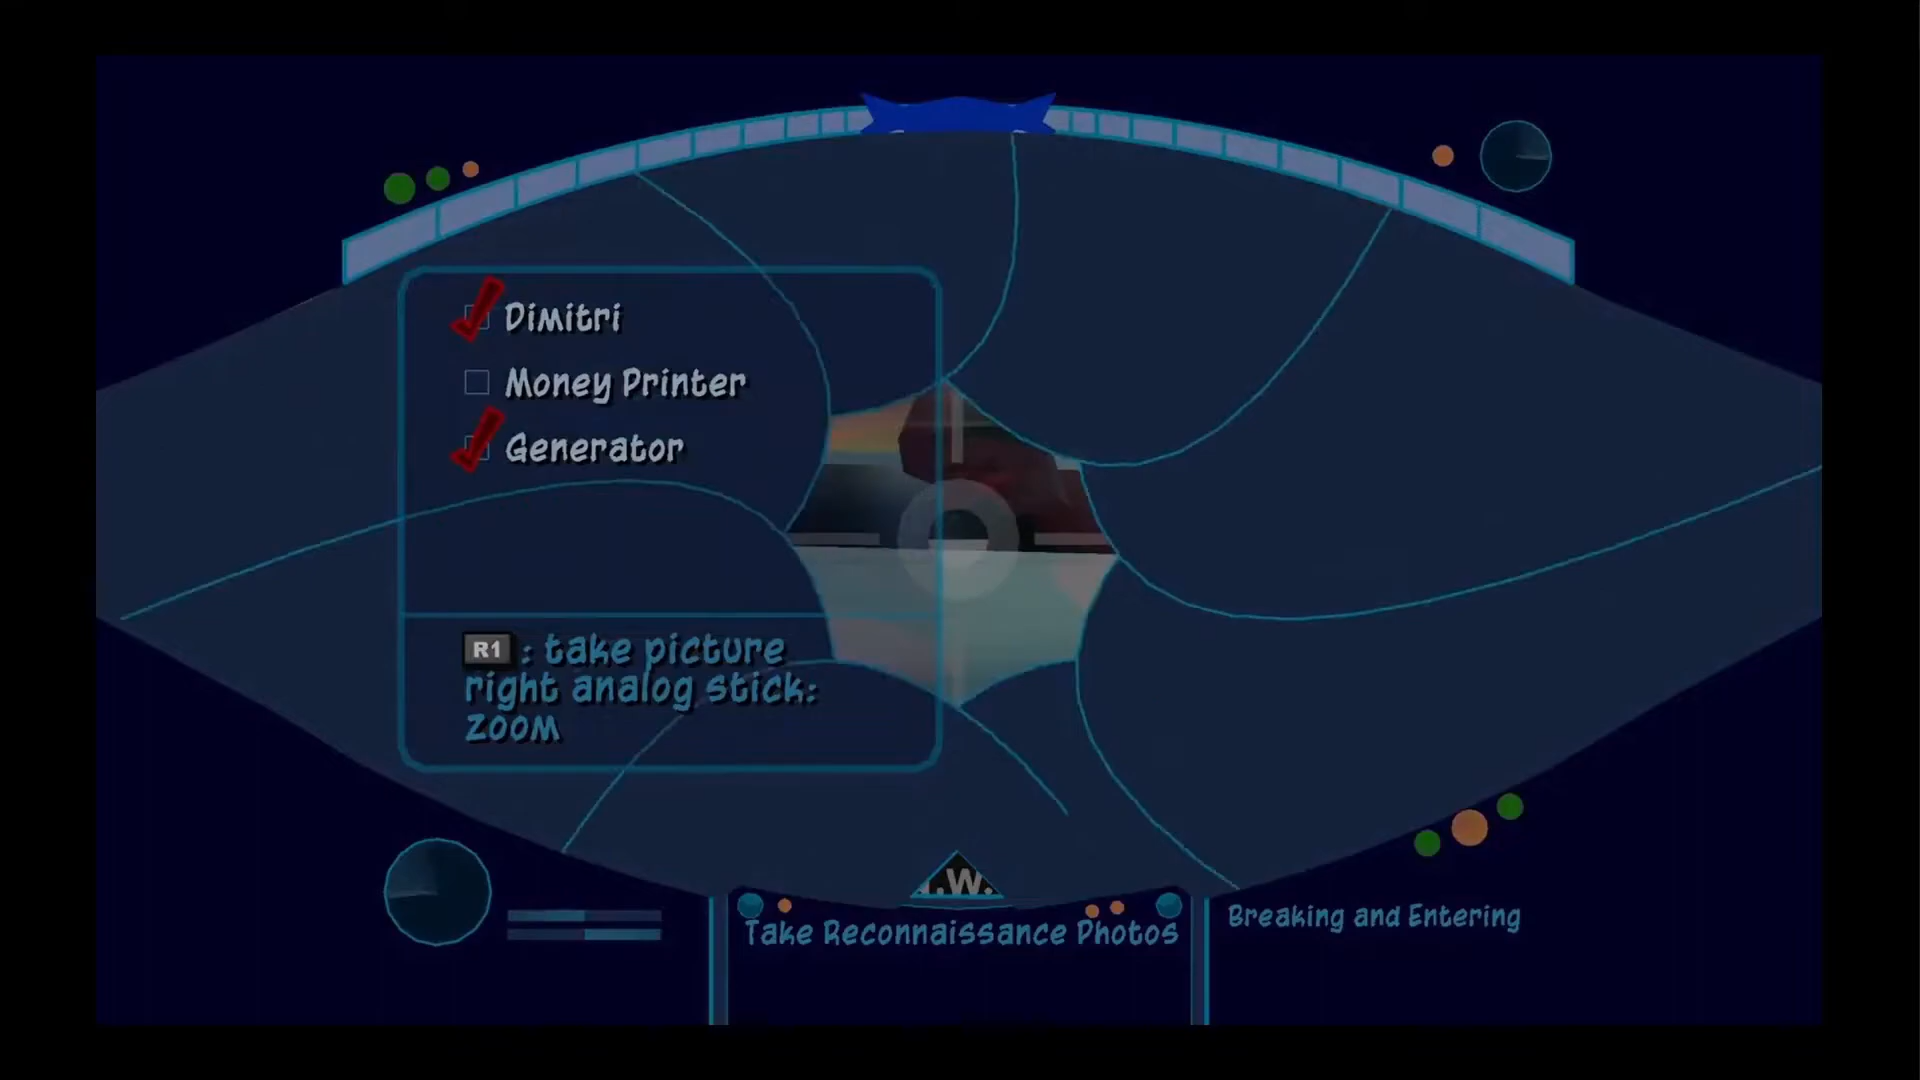 Dimitri
Money Printer
Generator
R1 : take picture
right analog stick:
zoom
.W.
Take Reconnaissance Photos
Breaking and Entering